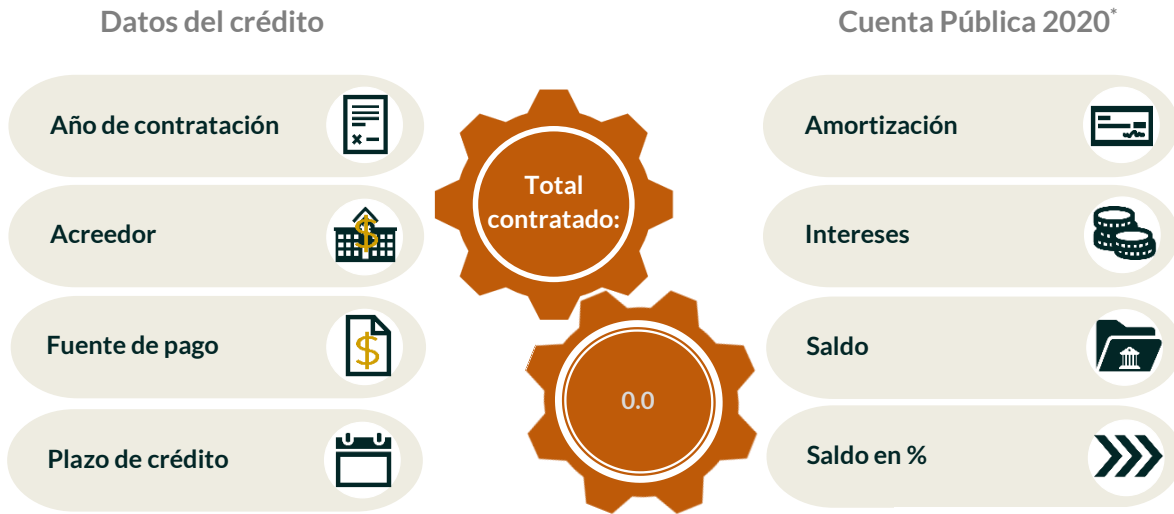 Datos del crédito
Año de contratación
Acreedor
Fuente de pago
Plazo de crédito
Total
contratado:
0.0
Cuenta Pública 2020*
Amortización
Intereses
Saldo
Saldo en %